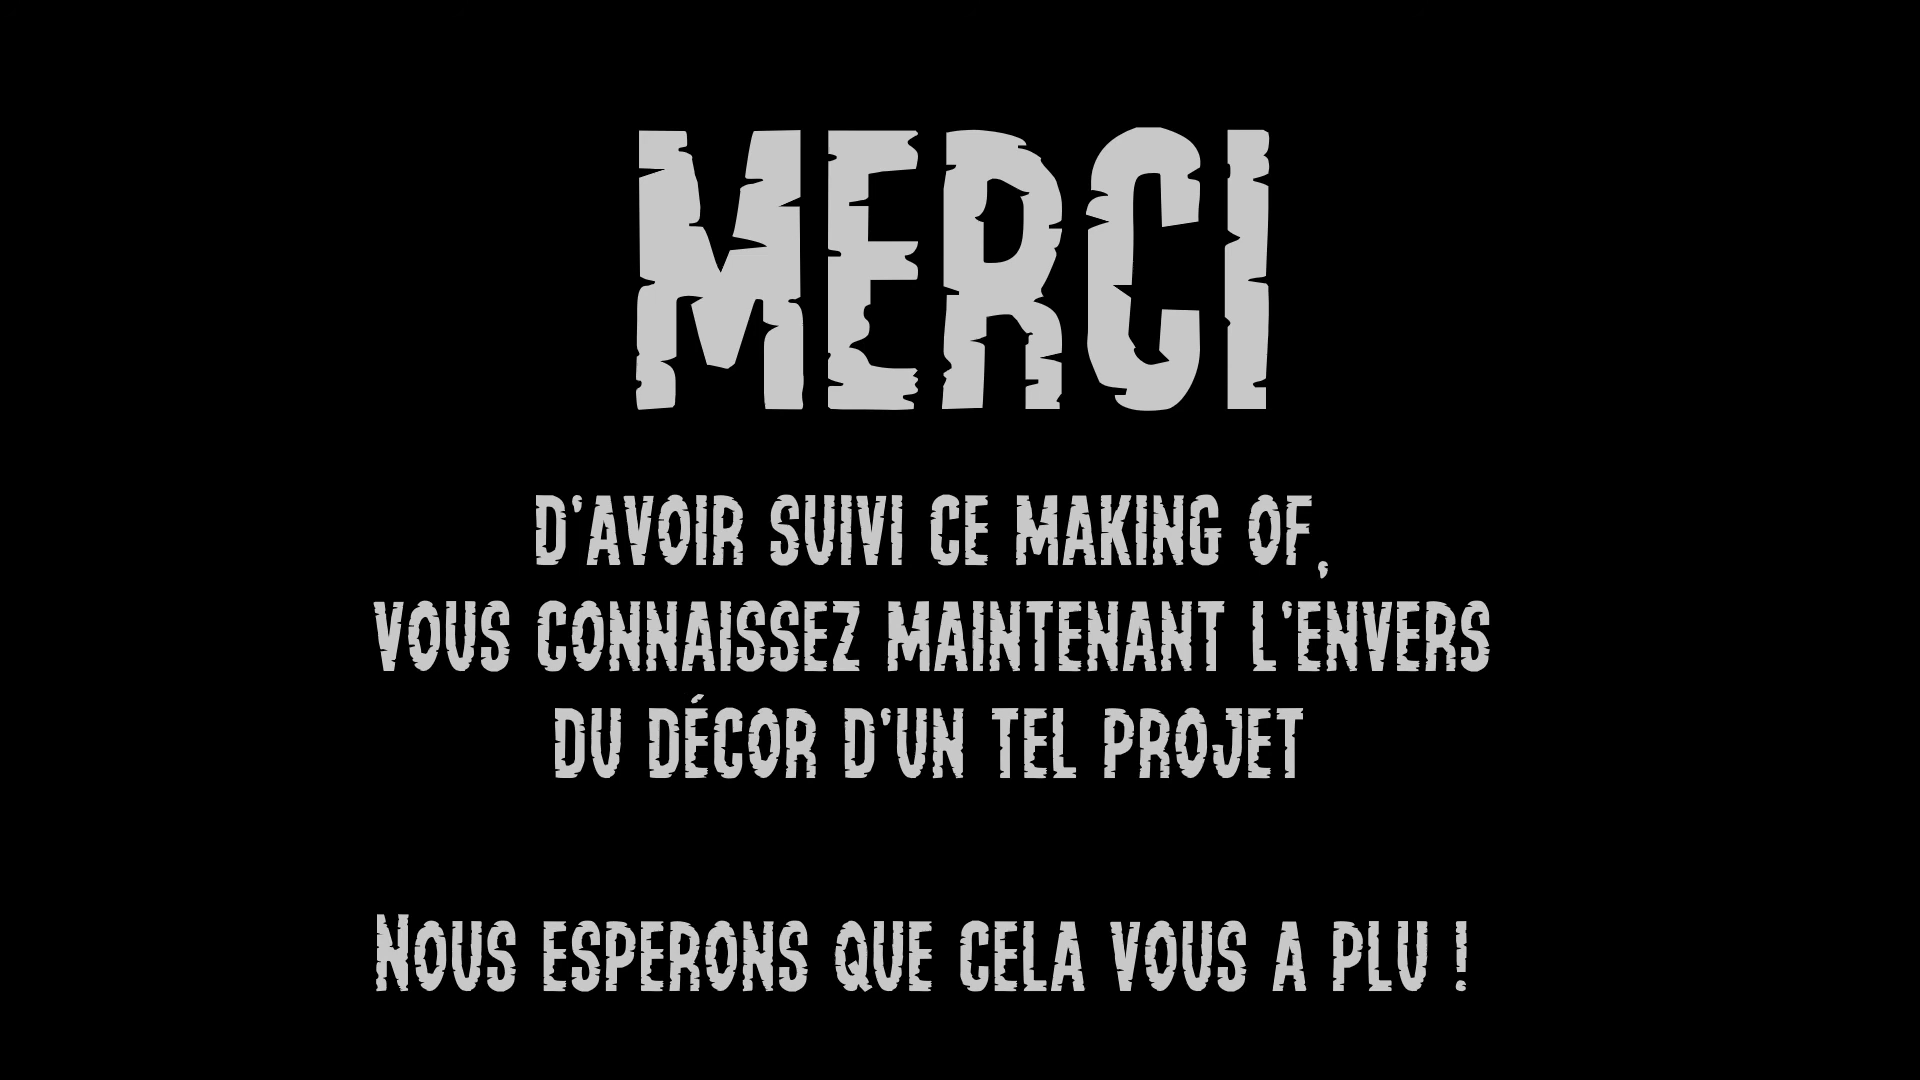 MERCI
D'AVOIR SUIVI CE MAKING OF,
VOUS CONNAISSEZ MAINTENANT L'ENVERS
DU DÉCOR D'UN TEL PROJET
NOUS ESPERONS QUE CELA VOUS A PLU !